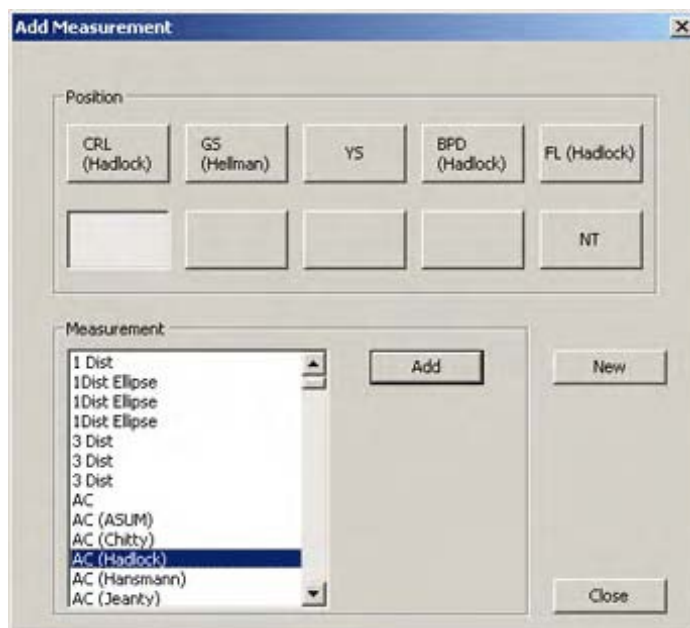 Add Measurement
Position
CRL
(Hadlock)
GS
(Hellman)
YS
BPD
(Hadlock)
FL (Hadlock)
NT
Measurement
1 Dist
1Dist Ellipse
1Dist Ellipse
1Dist Ellipse
3 Dist
3 Dist
3 Dist
AC
AC (ASUM)
AC (Chitty)
AC (Hadlock)
AC (Hansmann)
AC (Jeanty)
Add
New
Close